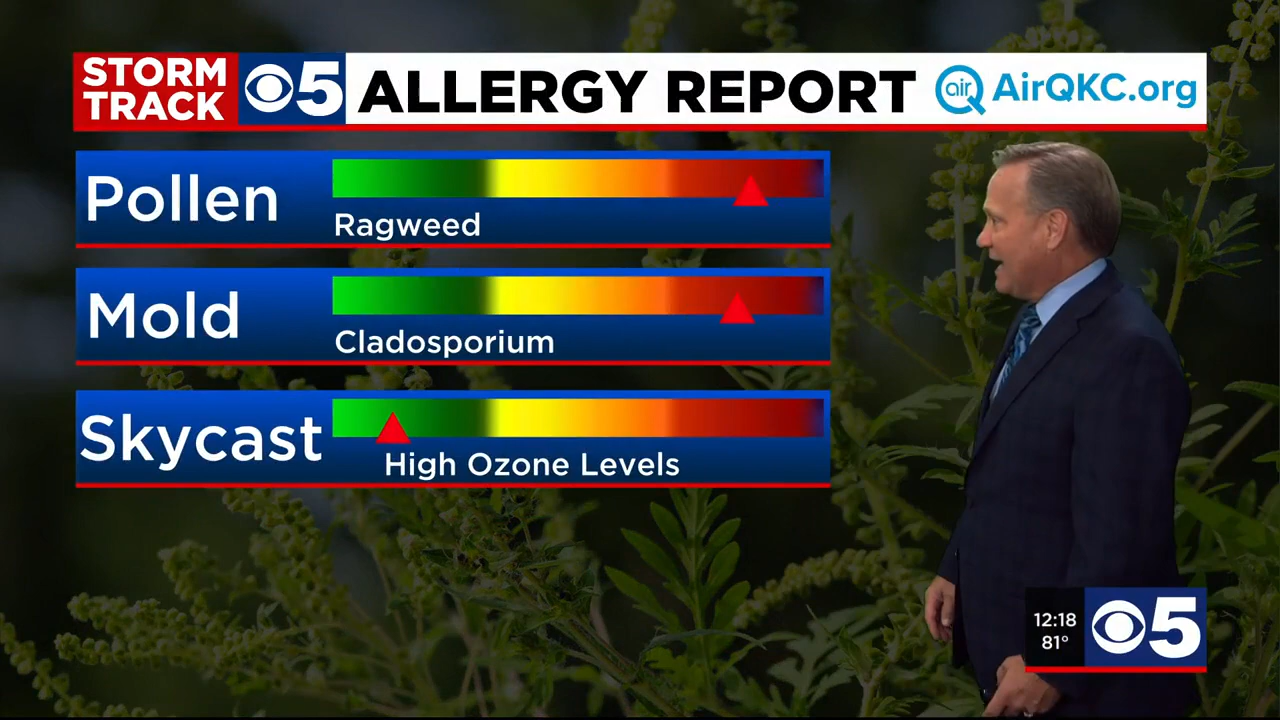 STORM TRACK 5 ALLERGY REPORT air AirQKC.org
Pollen
Ragweed
Mold
Cladosporium
Skycast
High Ozone Levels
12:18
81°
5